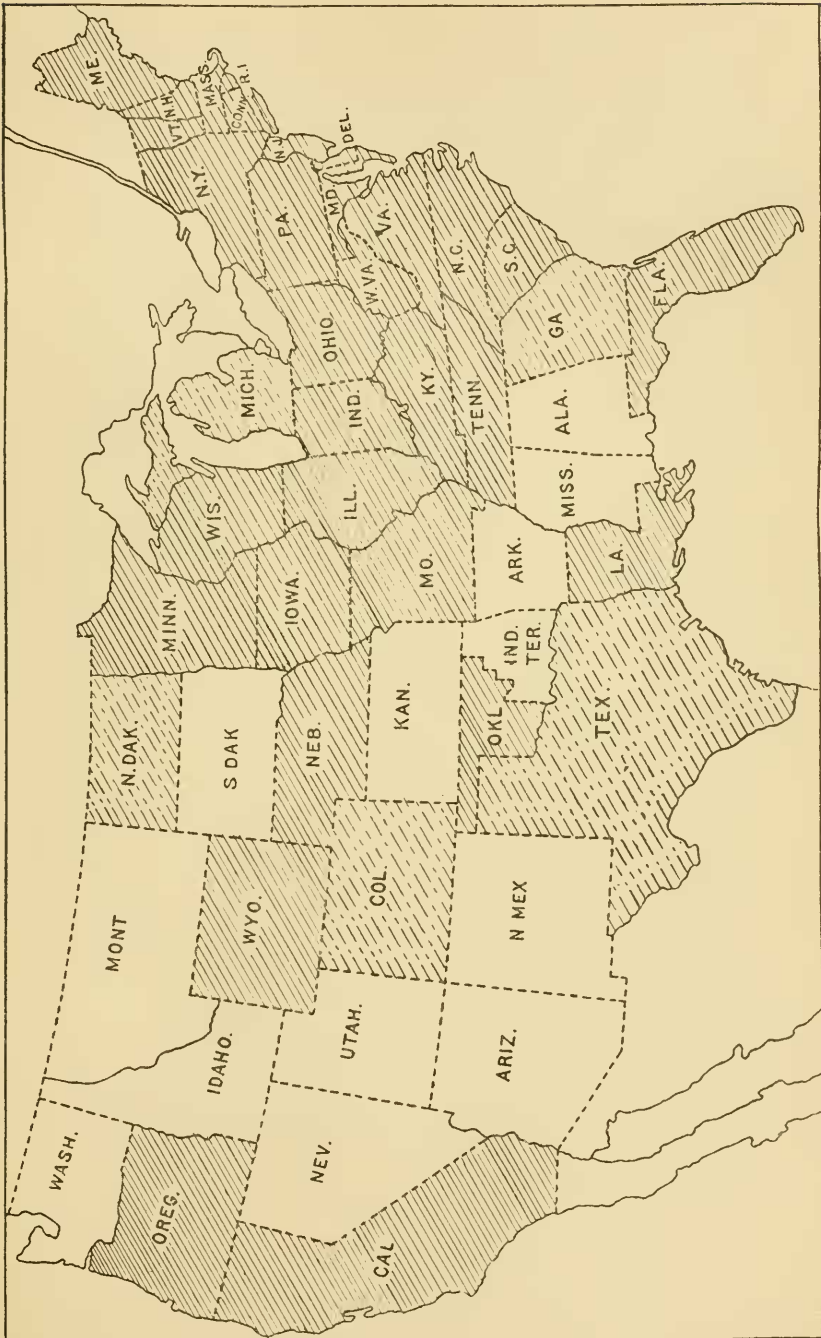 WASH.
OREG.
CAL
NEV.
IDAHO.
MONT
WYO.
UTAH.
ARIZ.
COL.
N MEX
N.DAK.
S DAK
NEB.
KAN.
OKL
IND.
TER.
TEX
MINN.
IOWA.
MO.
ARK.
LA.
WIS.
ILL.
MICH.
IND.
OHIO.
KY.
TENN.
MISS.
ALA.
GA
FLA.
S.C.
N.C.
VA.
W.VA.
MD.
DEL.
PA.
N.J.
N.Y.
VT.
N.H.
MASS.
CONN.
R.I
ME.